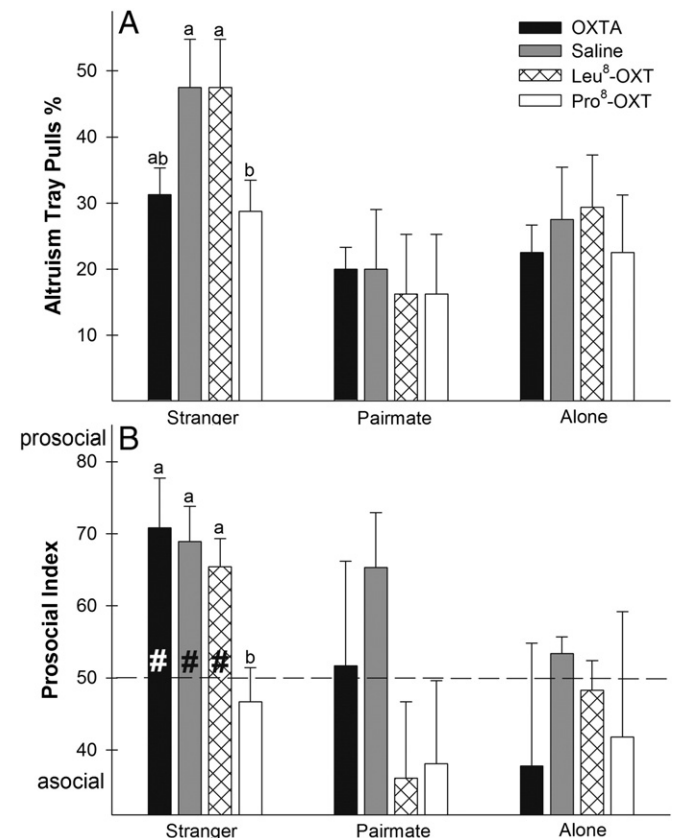 A
OXTA
Saline
Leu⁸-OXT
Pro⁸-OXT
Altruism Tray Pulls %
50
40
30
20
10
a
a
ab
b
Stranger
Pairmate
Alone
prosocial
B
80
70
60
50
40
Prosocial Index
a
a
a
b
# # #
asocial
Stranger
Pairmate
Alone